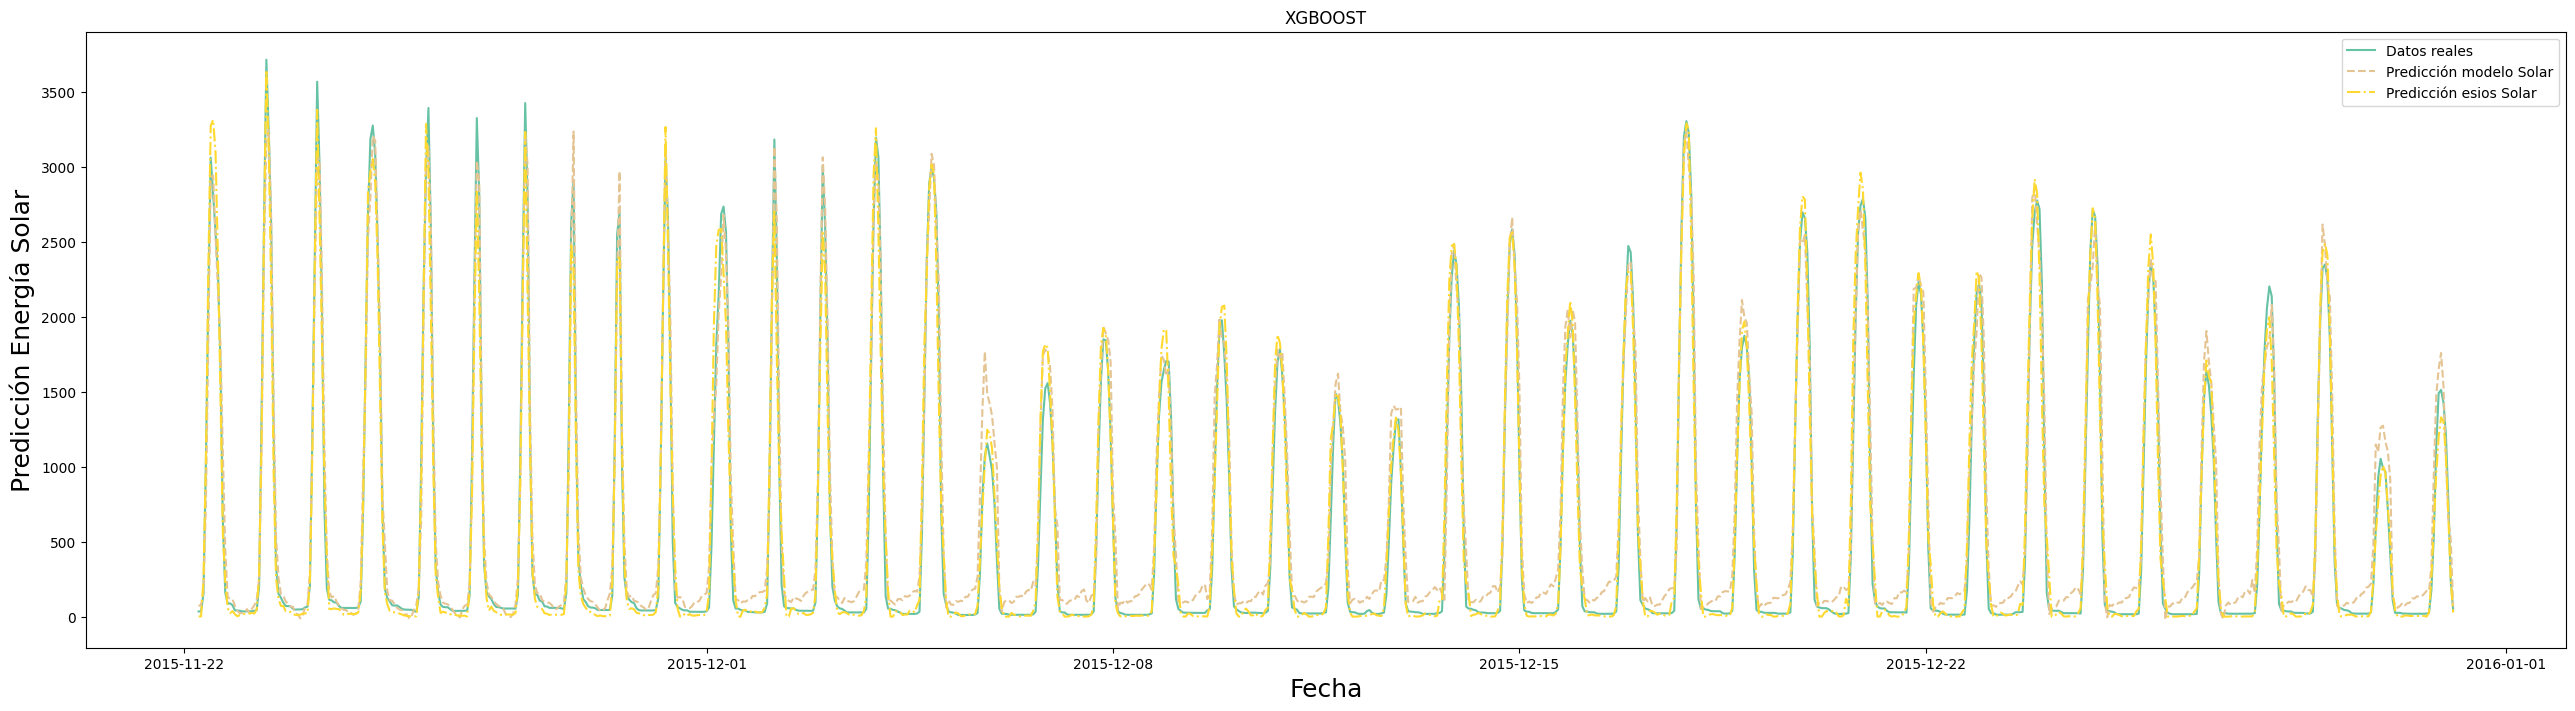 XGBOOST
Datos reales
Predicción modelo Solar
Predicción esios Solar
Predicción Energía Solar
3500
3000
2500
2000
1500
1000
500
0
2015-11-22
2015-12-01
2015-12-08
2015-12-15
2015-12-22
2016-01-01
Fecha